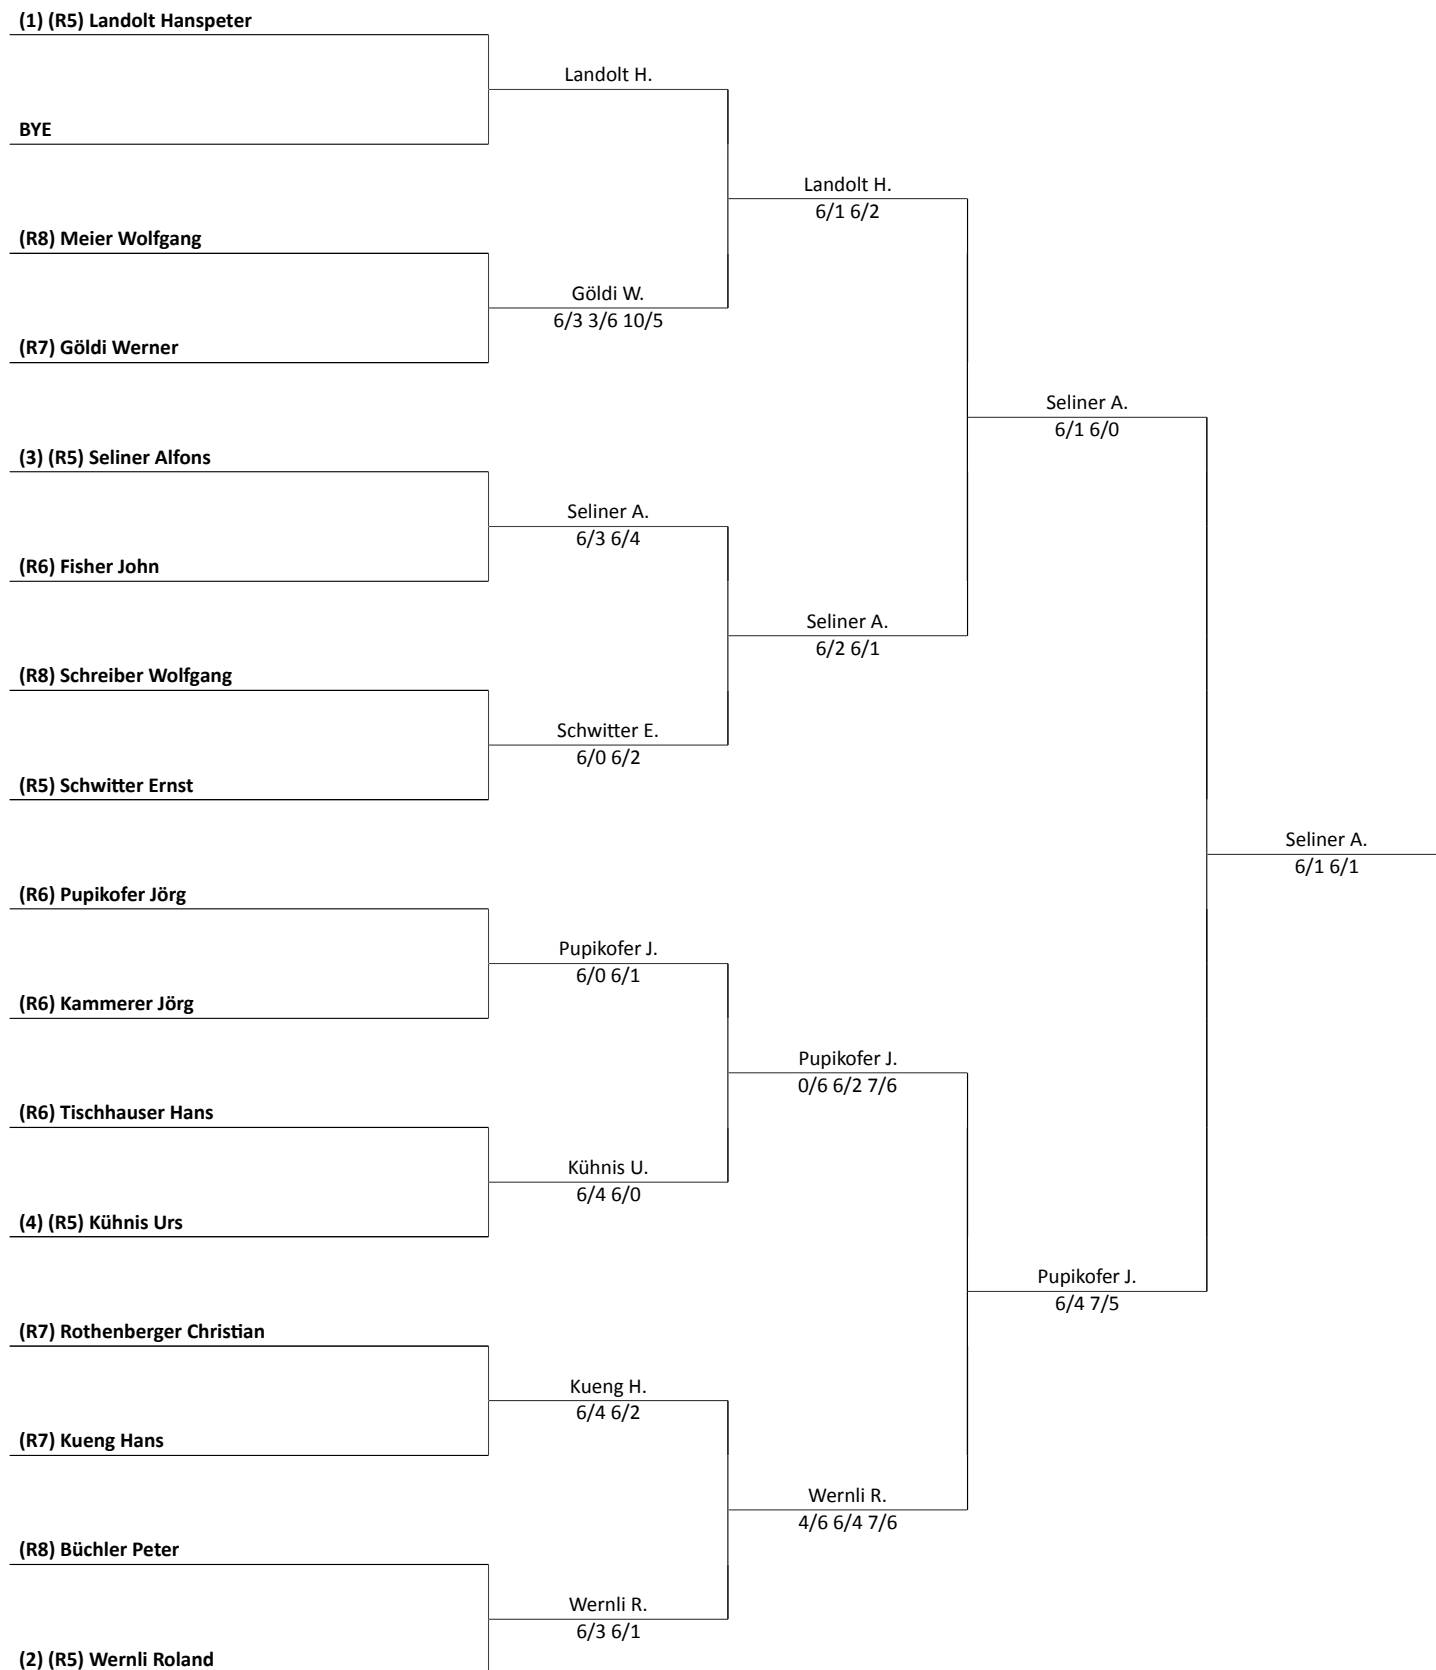 (1) (R5) Landolt Hanspeter
Landolt H.
BYE
Landolt H.
6/1 6/2
(R8) Meier Wolfgang
Göldi W.
6/3 3/6 10/5
(R7) Göldi Werner
Seliner A.
6/1 6/0
(3) (R5) Seliner Alfons
Seliner A.
6/3 6/4
(R6) Fisher John
Seliner A.
6/2 6/1
(R8) Schreiber Wolfgang
Schwitter E.
6/0 6/2
(R5) Schwitter Ernst
Seliner A.
6/1 6/1
(R6) Pupikofer Jörg
Pupikofer J.
6/0 6/1
(R6) Kammerer Jörg
Pupikofer J.
0/6 6/2 7/6
(R6) Tischhauser Hans
Kühnis U.
6/4 6/0
(4) (R5) Kühnis Urs
Pupikofer J.
6/4 7/5
(R7) Rothenberger Christian
Kueng H.
6/4 6/2
(R7) Kueng Hans
Wernli R.
4/6 6/4 7/6
(R8) Büchler Peter
Wernli R.
6/3 6/1
(2) (R5) Wernli Roland